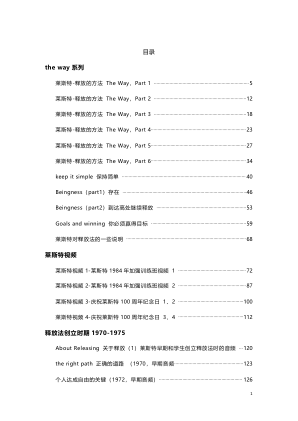 目录
the way 系列
莱斯特-释放的方法 The Way，Part 1 5
莱斯特-释放的方法 The Way，Part 2 12
莱斯特-释放的方法 The Way，Part 3 18
莱斯特-释放的方法 The Way，Part 4 23
莱斯特-释放的方法 The Way，Part 5 27
莱斯特-释放的方法 The Way，Part 6 34
keep it simple 保持简单 40
Beingness（part1）存在 46
Beingness（part2）到达高处继续释放 53
Goals and winning 你必须赢得目标 59
莱斯特对释放法的一些说明 68
莱斯特视频
莱斯特视频 1-莱斯特 1984 年加强训练班视频 1 72
莱斯特视频 2-莱斯特 1984 年加强训练班视频 2 87
莱斯特视频 3-庆祝莱斯特 100 周年纪念日 1、2 100
莱斯特视频 4-庆祝莱斯特 100 周年纪念日 3、4 112
释放法创立时期 1970-1975
About Releasing 关于释放（1）莱斯特早期和学生创立释放法时的音频 120
the right path 正确的道路 （1970，早期音频） 123
个人达成自由的关键（1972，早期音频） 126
1